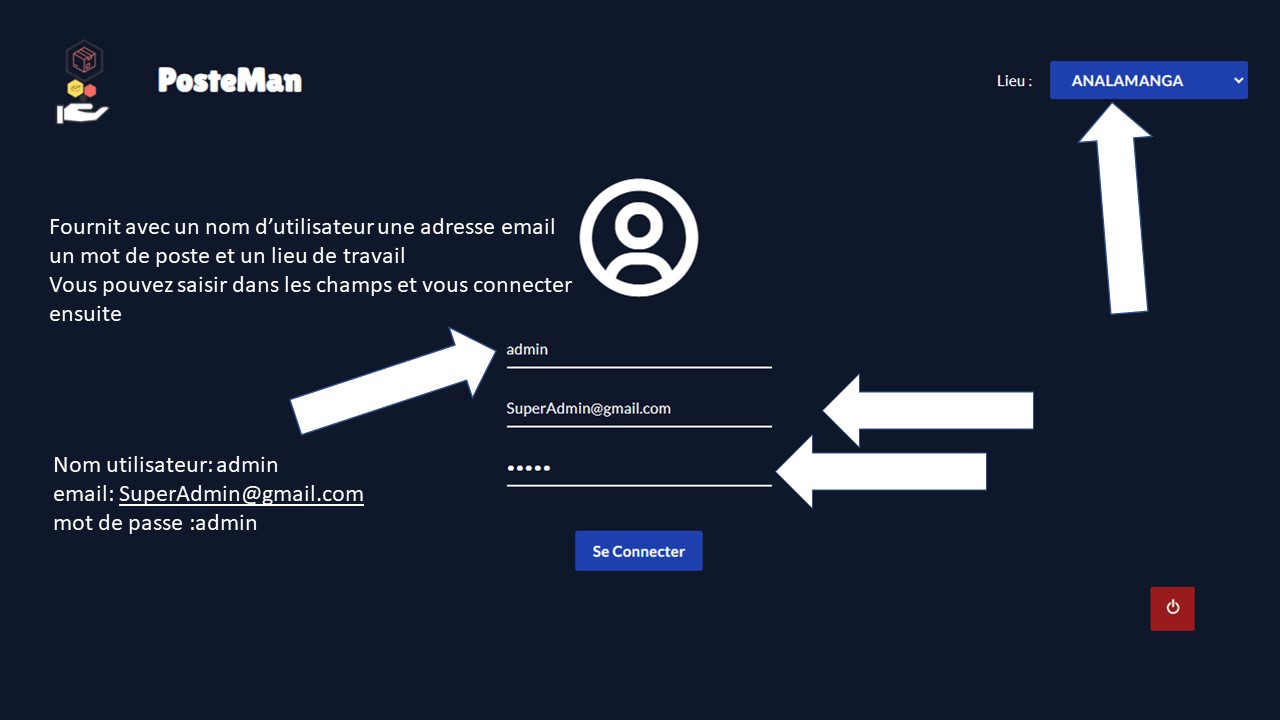 PosteMan
Lieu :
ANALAMANGA
Fournit avec un nom d’utilisateur une adresse email
un mot de poste et un lieu de travail
Vous pouvez saisir dans les champs et vous connecter
ensuite
admin
SuperAdmin@gmail.com
•••••
Nom utilisateur: admin
email: SuperAdmin@gmail.com
mot de passe :admin
Se Connecter